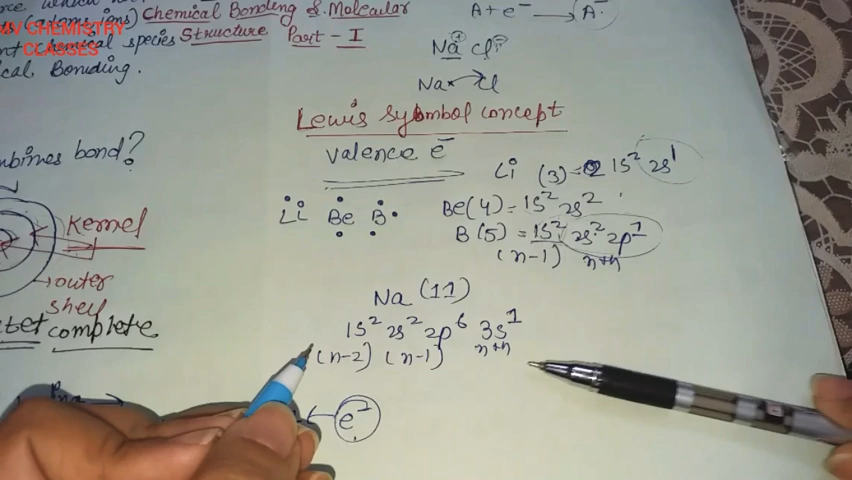 Chemical Bonding & Molecular
Structure
Part - I
MV CHEMISTRY
CLASSES
species
Bonding.
A + e⁻ → A⁻
Na⁺ Cl⁻
Na Cl
Lewis Symbol concept
valence e⁻
Li (3) = 1s² 2s¹
Li Be B
Be (4) = 1s² 2s²
B (5) = 1s² 2s² 2p¹
(n-1)
bond?
Kernel
outer
complete
Na (11)
1s² 2s² 2p⁶ 3s¹
(n-2) (n-1)
e⁻